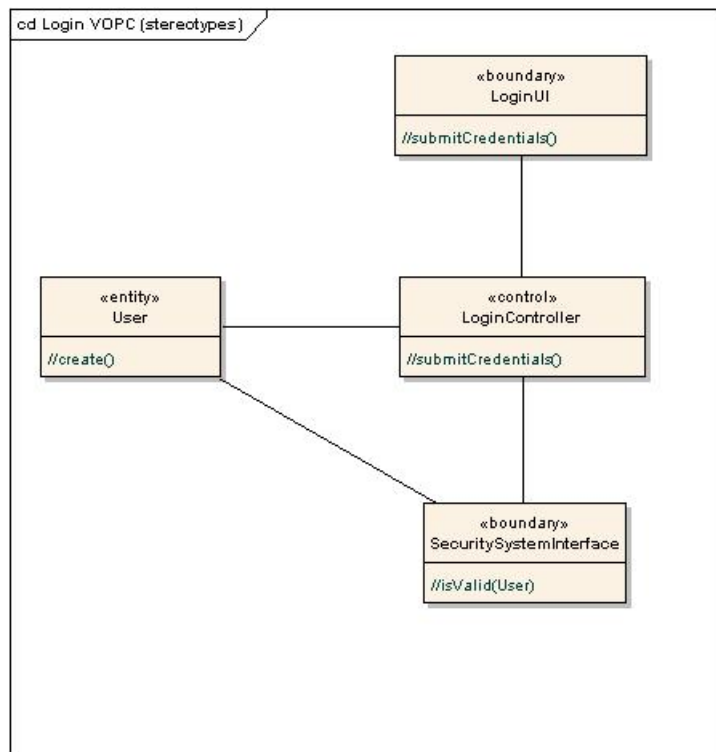 cd Login VOPC (stereotypes)
«boundary»
LoginUI
//submitCredentials()
«entity»
User
//create()
«control»
LoginController
//submitCredentials()
«boundary»
SecuritySystemInterface
//isValid(User)